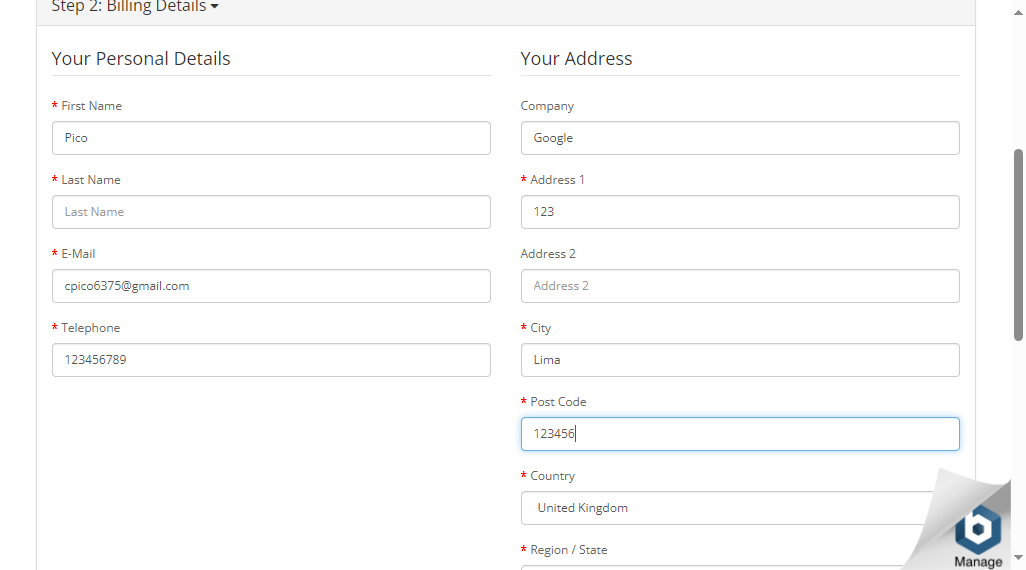 Step 2: Billing Details
Your Personal Details
* First Name
Pico
* Last Name
Last Name
* E-Mail
cpico6375@gmail.com
* Telephone
123456789
Your Address
Company
Google
* Address 1
123
Address 2
Address 2
* City
Lima
* Post Code
123456
* Country
United Kingdom
* Region / State
b
Manage